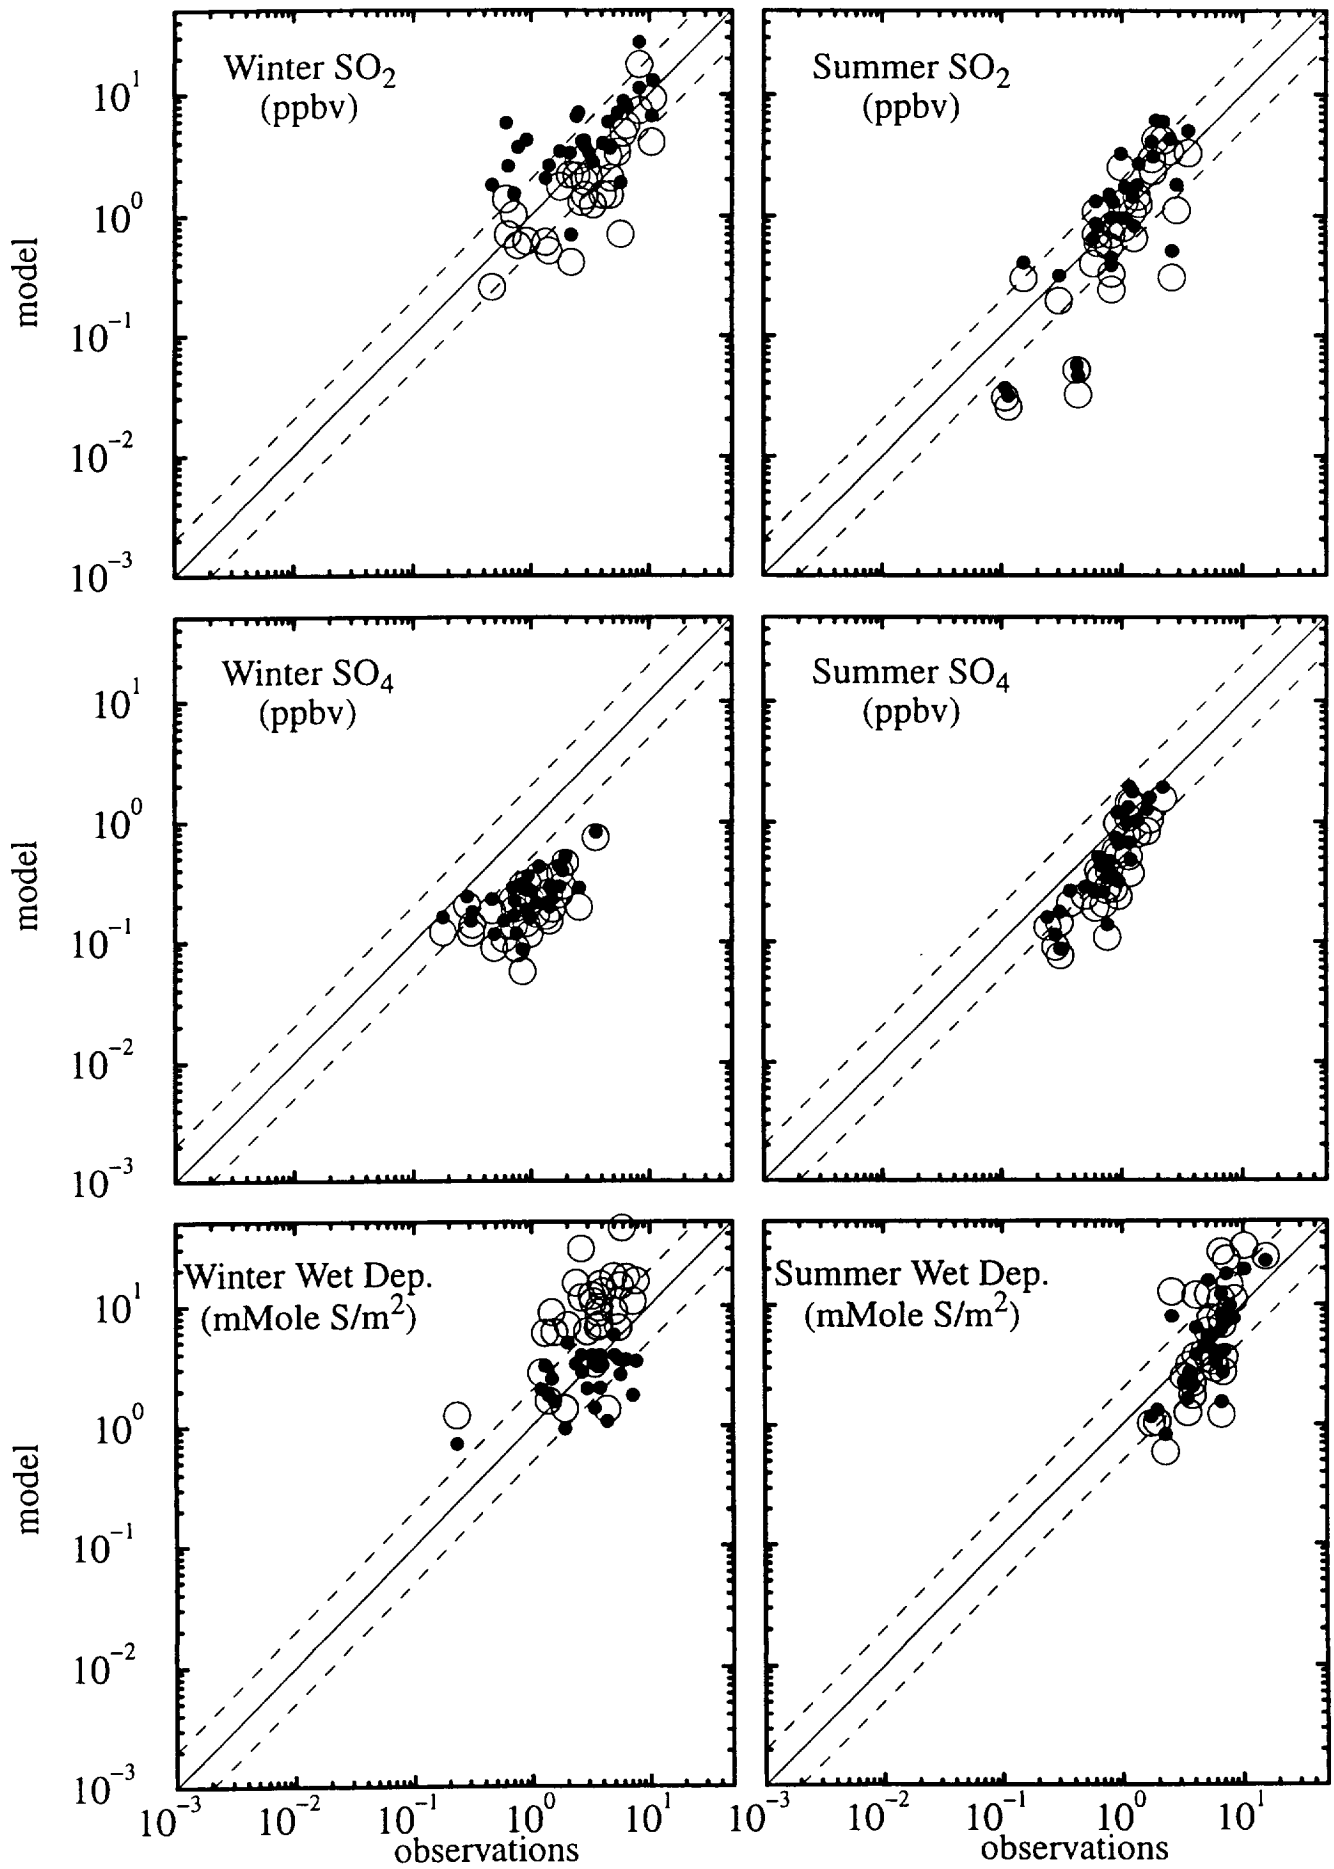 Winter SO2
(ppbv)
Summer SO2
(ppbv)
model
10^1
10^0
10^-1
10^-2
10^-3
Winter SO4
(ppbv)
Summer SO4
(ppbv)
model
10^1
10^0
10^-1
10^-2
10^-3
Winter Wet Dep.
(mMole S/m^2)
Summer Wet Dep.
(mMole S/m^2)
model
10^1
10^0
10^-1
10^-2
10^-3
10^-3 10^-2 10^-1 10^0 10^1
10^-3 10^-2 10^-1 10^0 10^1
observations
observations